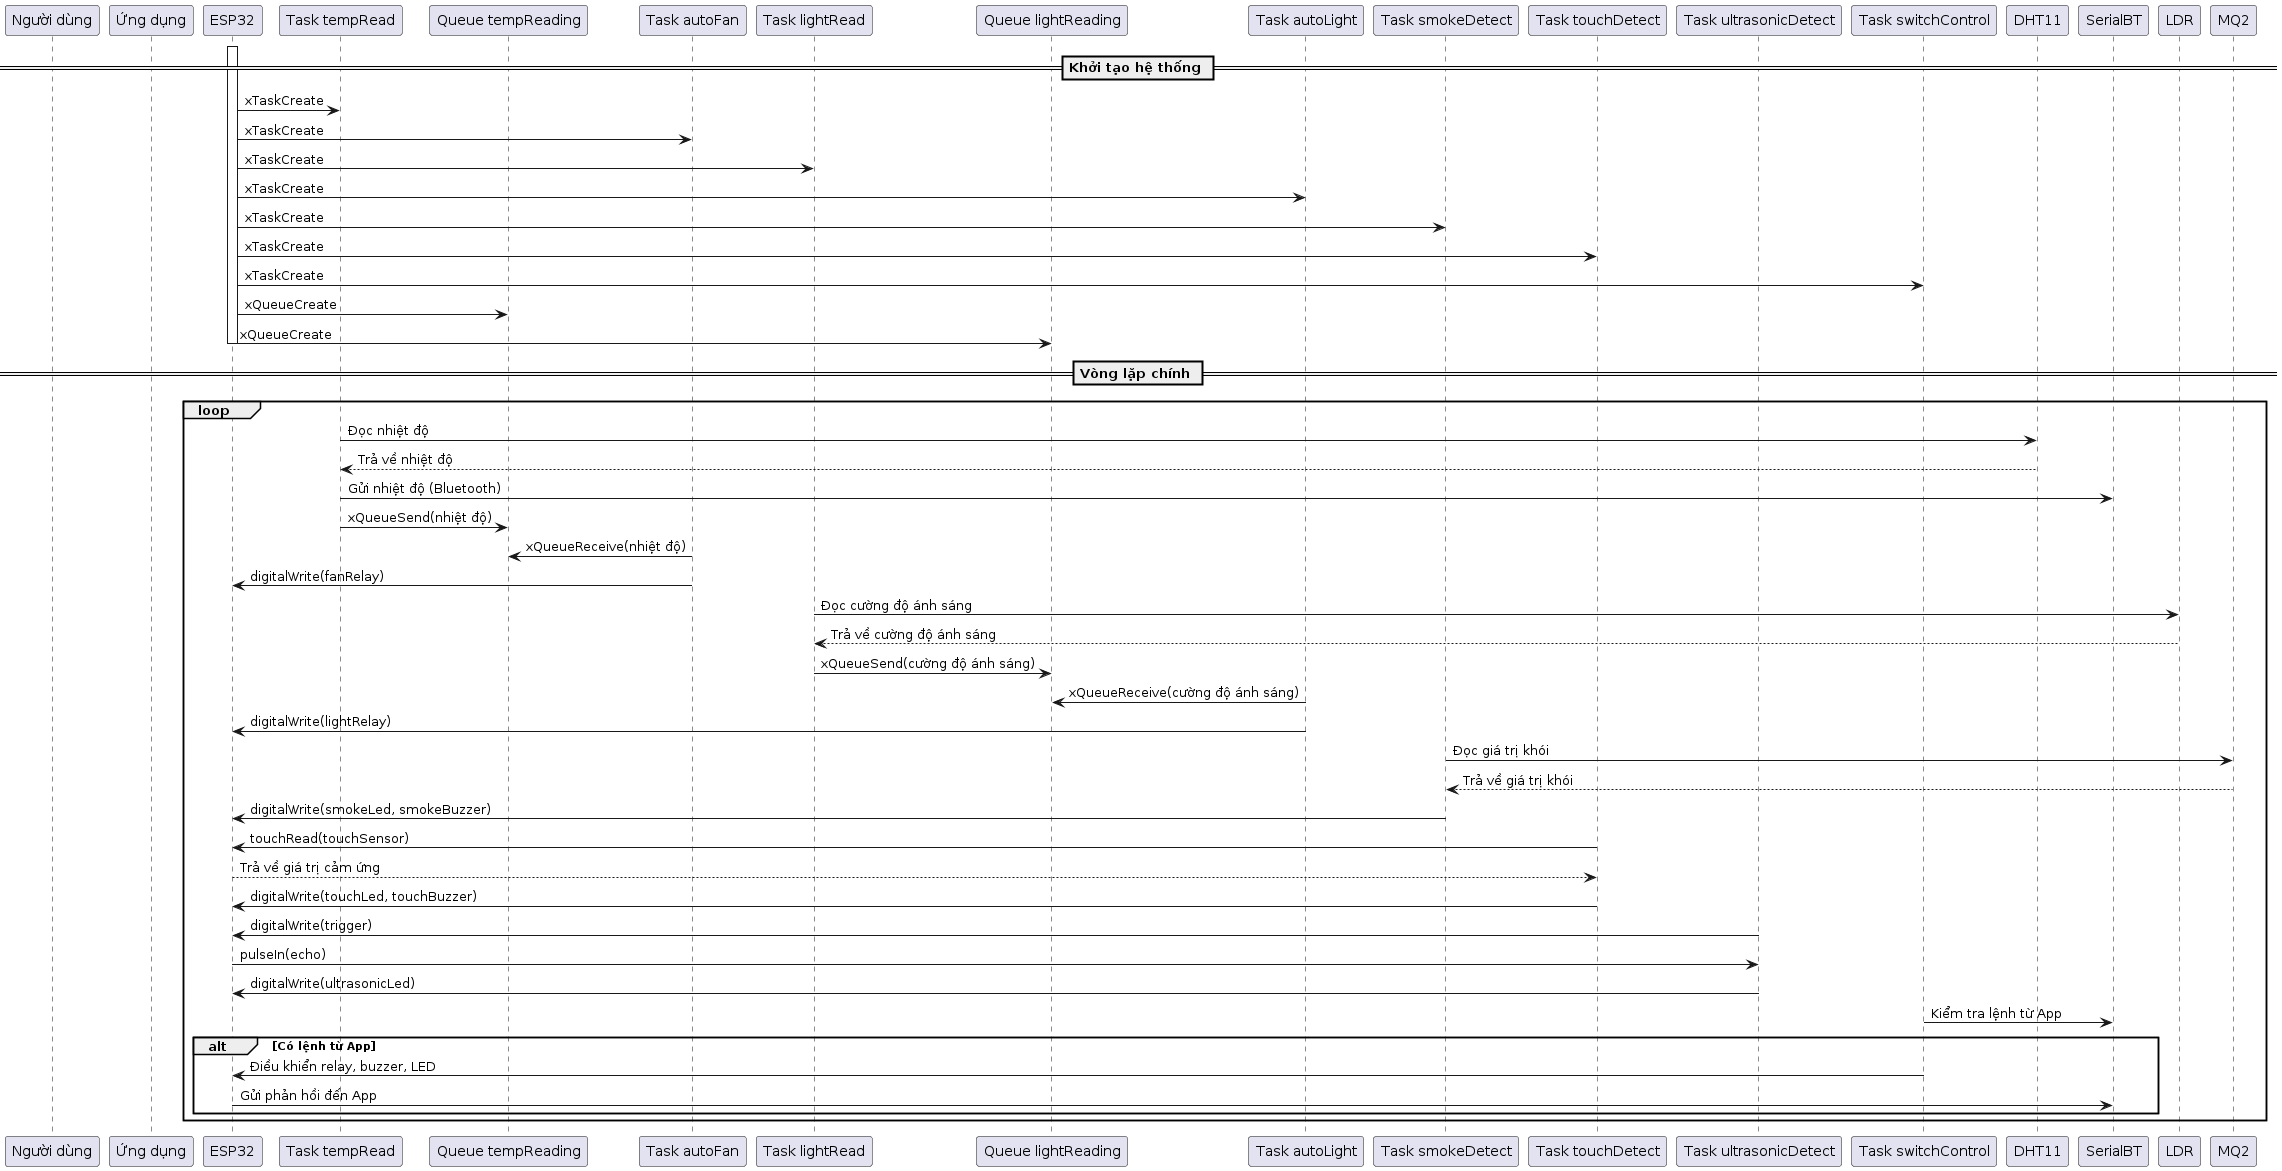 Người dùng
Ứng dụng
ESP32
Task tempRead
Queue tempReading
Task autoFan
Task lightRead
Queue lightReading
Task autoLight
Task smokeDetect
Task touchDetect
Task ultrasonicDetect
Task switchControl
DHT11
SerialBT
LDR
MQ2
Khởi tạo hệ thống
xTaskCreate
xTaskCreate
xTaskCreate
xTaskCreate
xTaskCreate
xTaskCreate
xTaskCreate
xQueueCreate
xQueueCreate
Vòng lặp chính
loop
Đọc nhiệt độ
Trả về nhiệt độ
Gửi nhiệt độ (Bluetooth)
xQueueSend(nhiệt độ)
xQueueReceive(nhiệt độ)
digitalWrite(fanRelay)
Đọc cường độ ánh sáng
Trả về cường độ ánh sáng
xQueueSend(cường độ ánh sáng)
xQueueReceive(cường độ ánh sáng)
digitalWrite(lightRelay)
Đọc giá trị khói
Trả về giá trị khói
digitalWrite(smokeLed, smokeBuzzer)
touchRead(touchSensor)
Trả về giá trị cảm ứng
digitalWrite(touchLed, touchBuzzer)
digitalWrite(trigger)
pulseIn(echo)
digitalWrite(ultrasonicLed)
Kiểm tra lệnh từ App
alt [Có lệnh từ App]
Điều khiển relay, buzzer, LED
Gửi phản hồi đến App
Người dùng
Ứng dụng
ESP32
Task tempRead
Queue tempReading
Task autoFan
Task lightRead
Queue lightReading
Task autoLight
Task smokeDetect
Task touchDetect
Task ultrasonicDetect
Task switchControl
DHT11
SerialBT
LDR
MQ2